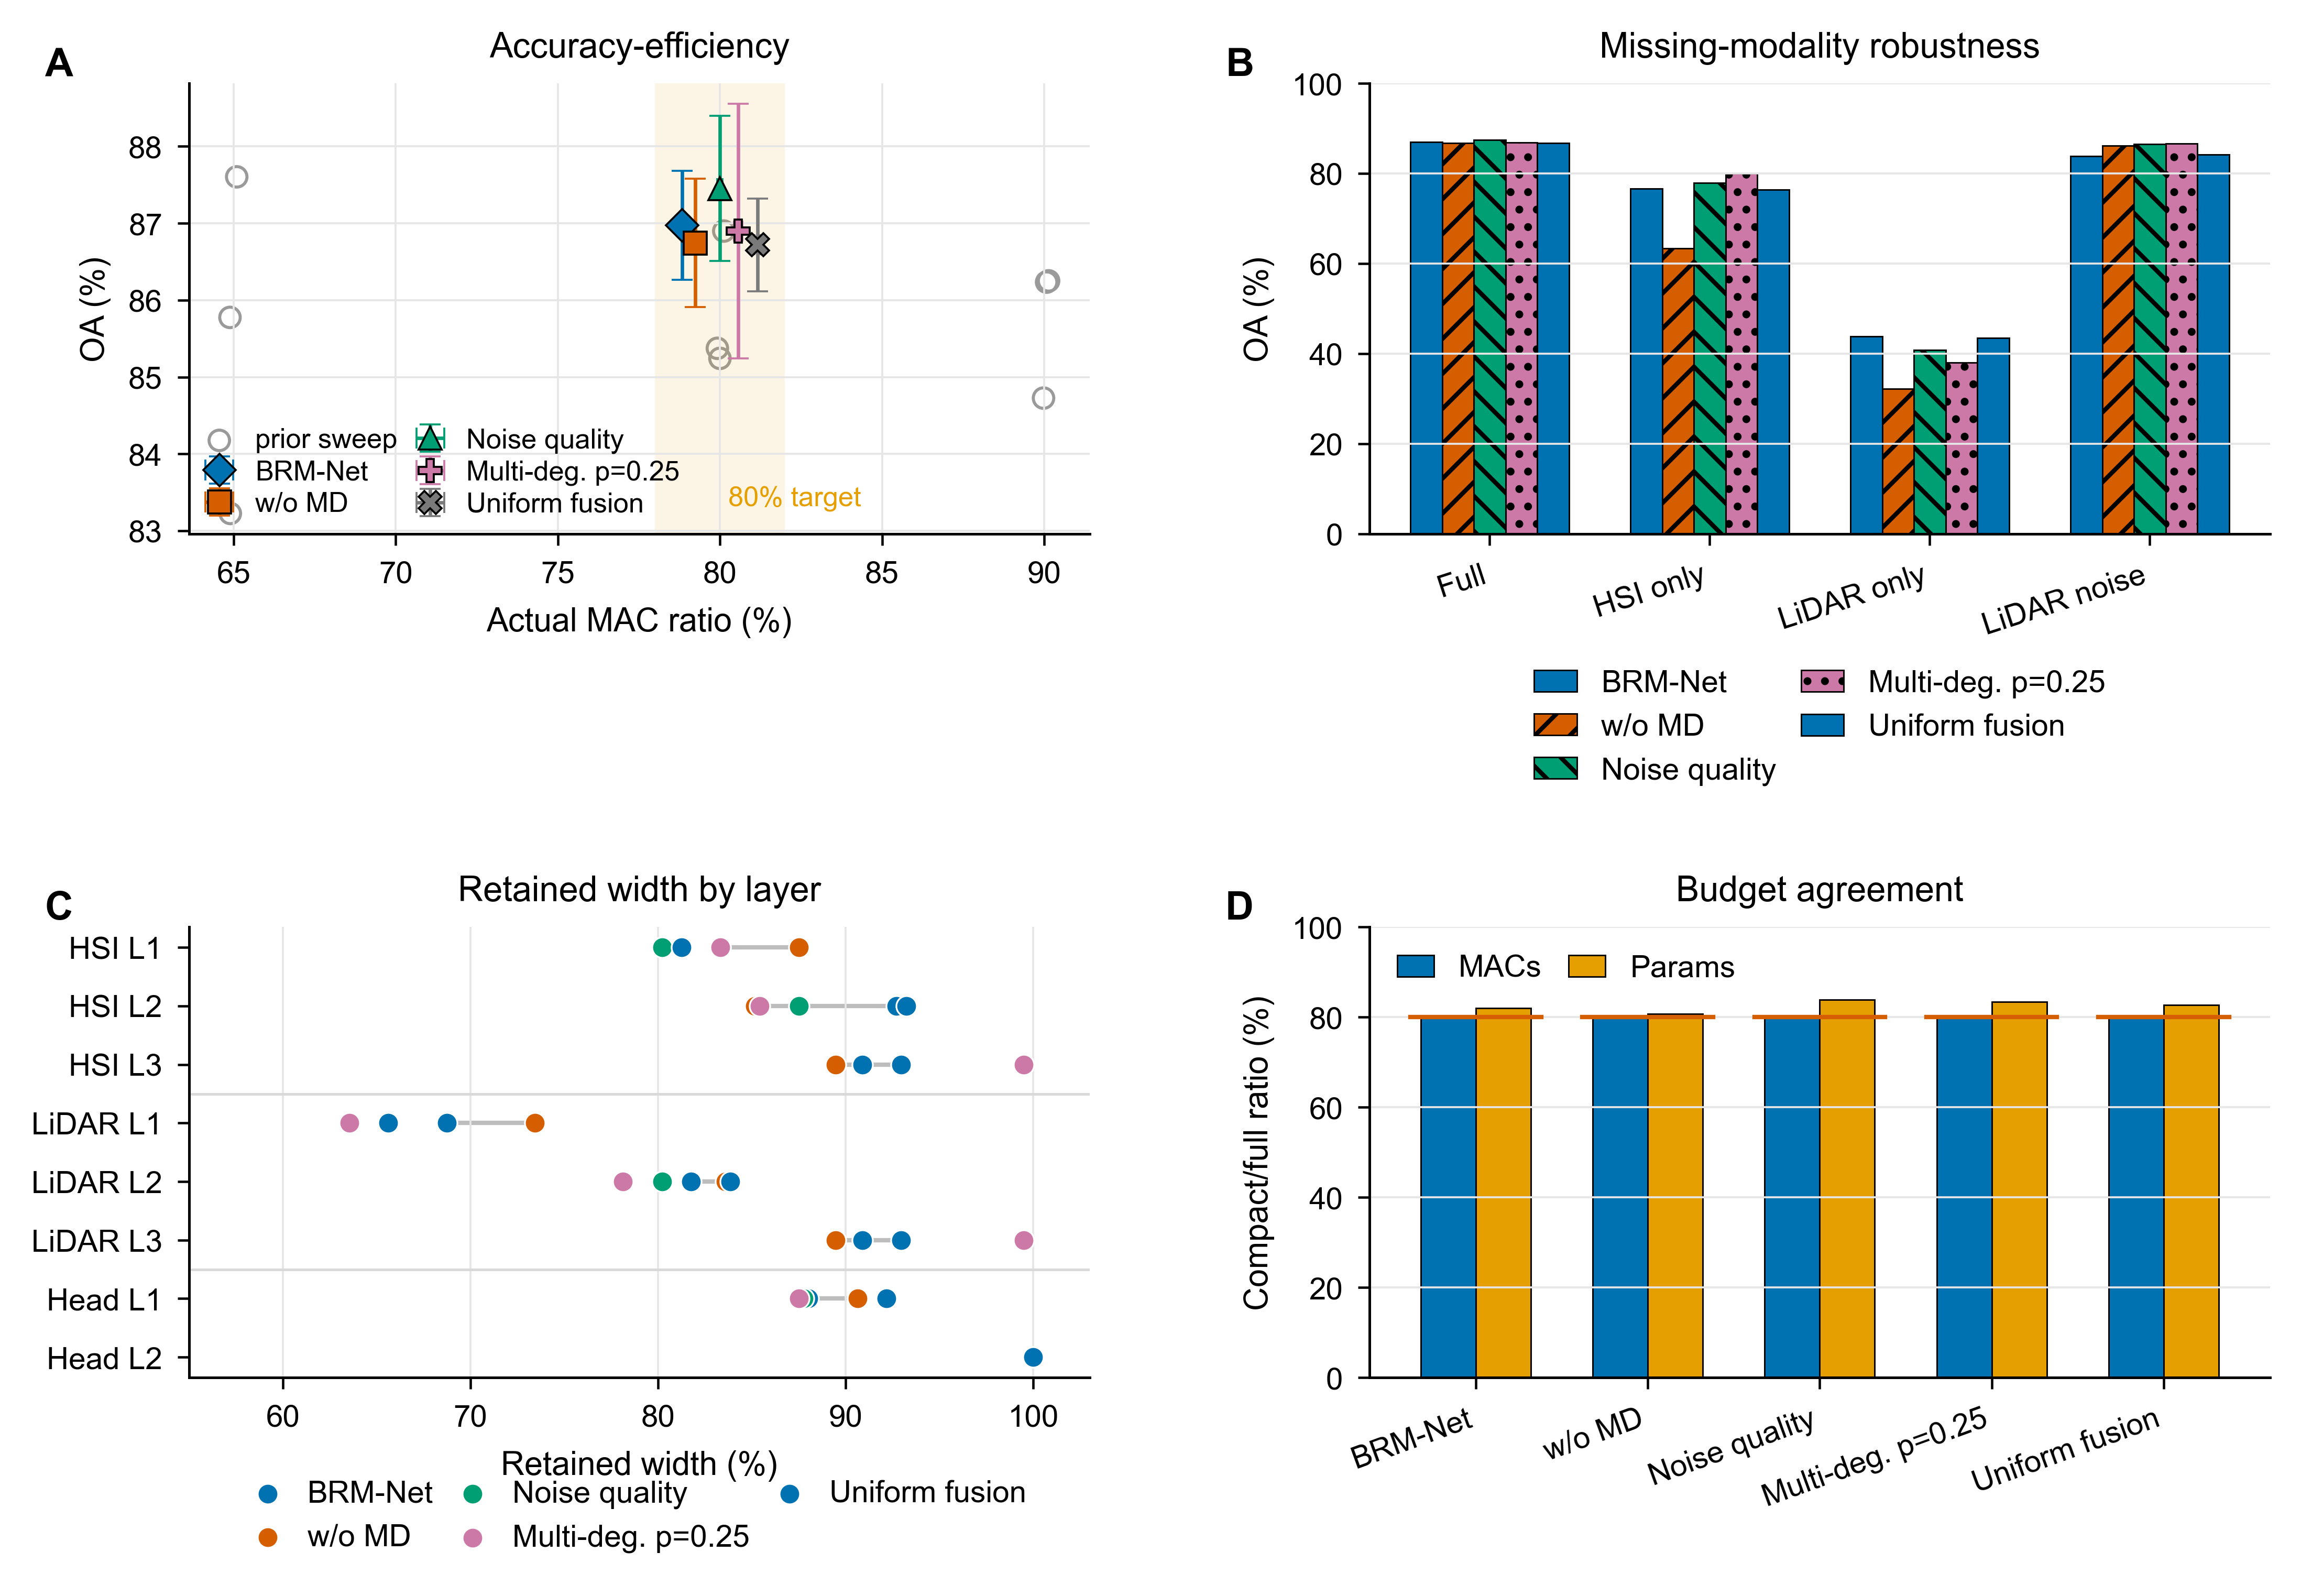 A
Accuracy-efficiency
OA (%)
88
87
86
85
84
83
prior sweep
BRM-Net
w/o MD
Noise quality
Multi-deg. p=0.25
Uniform fusion
80% target
65 70 75 80 85 90
Actual MAC ratio (%)
B
Missing-modality robustness
OA (%)
100
80
60
40
20
0
Full HSI only LiDAR only LiDAR noise
BRM-Net
w/o MD
Noise quality
Multi-deg. p=0.25
Uniform fusion
C
Retained width by layer
HSI L1
HSI L2
HSI L3
LiDAR L1
LiDAR L2
LiDAR L3
Head L1
Head L2
60 70 80 90 100
Retained width (%)
BRM-Net
w/o MD
Noise quality
Multi-deg. p=0.25
Uniform fusion
D
Budget agreement
Compact/full ratio (%)
100
80
60
40
20
0
MACs Params
BRM-Net w/o MD Noise quality Multi-deg. p=0.25 Uniform fusion